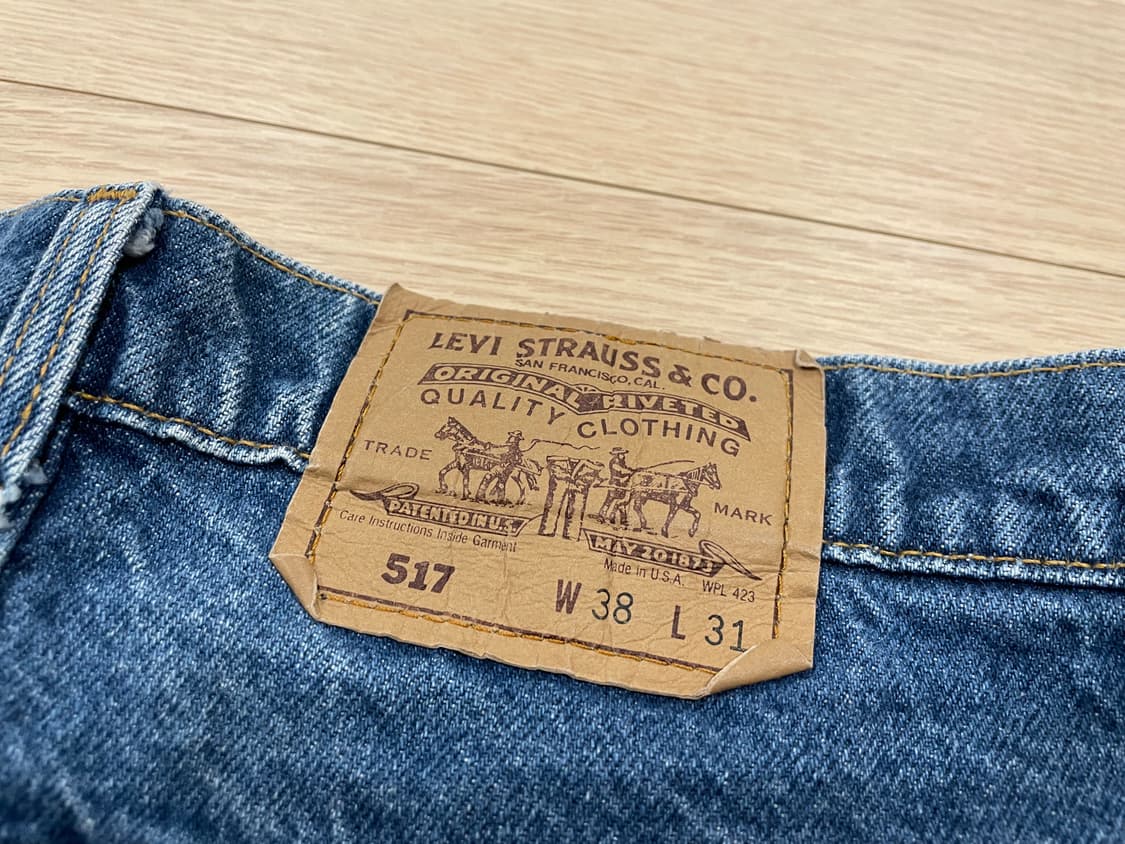 LEVI STRAUSS & CO.
SAN FRANCISCO, CAL.
ORIGINAL RIVETED
QUALITY CLOTHING
TRADE MARK
PATENTED IN U.S.
MAY 20 1873
Care Instructions Inside Garment
Made in U.S.A. WPL 423
517 W 38 L 31